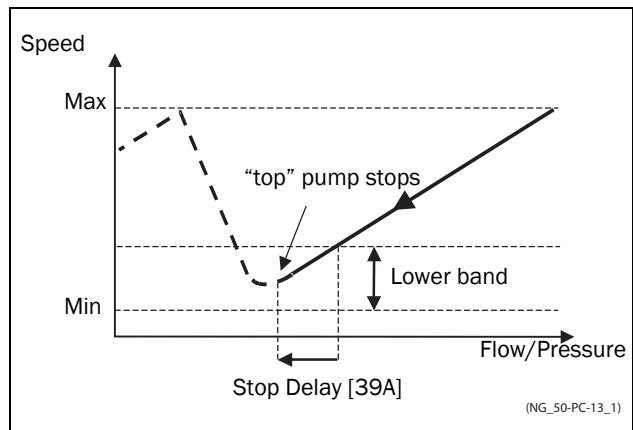 Speed
Max
“top” pump stops
Lower band
Min
Flow/Pressure
Stop Delay [39A]
(NG_50-PC-13_1)